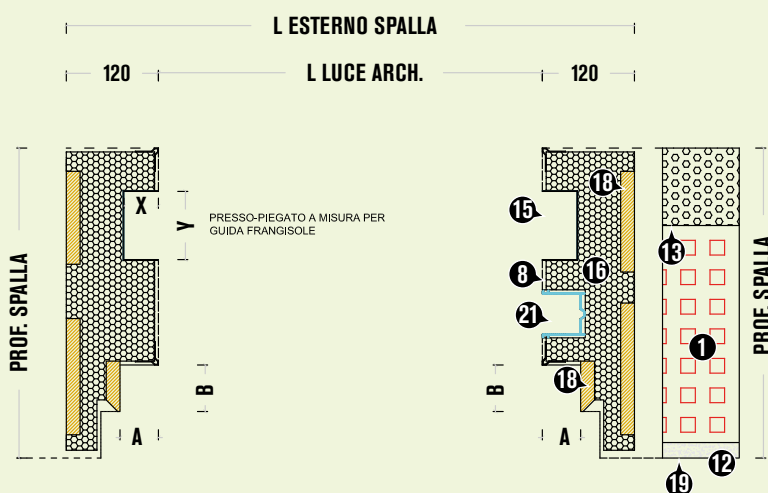 L ESTERNO SPALLA
120
L LUCE ARCH.
120
X
Y
PRESSO-PIEGATO A MISURA PER
GUIDA FRANGISOLE
PROF. SPALLA
B
A
18
15
16
8
21
18
B
A
13
1
12
19
PROF. SPALLA